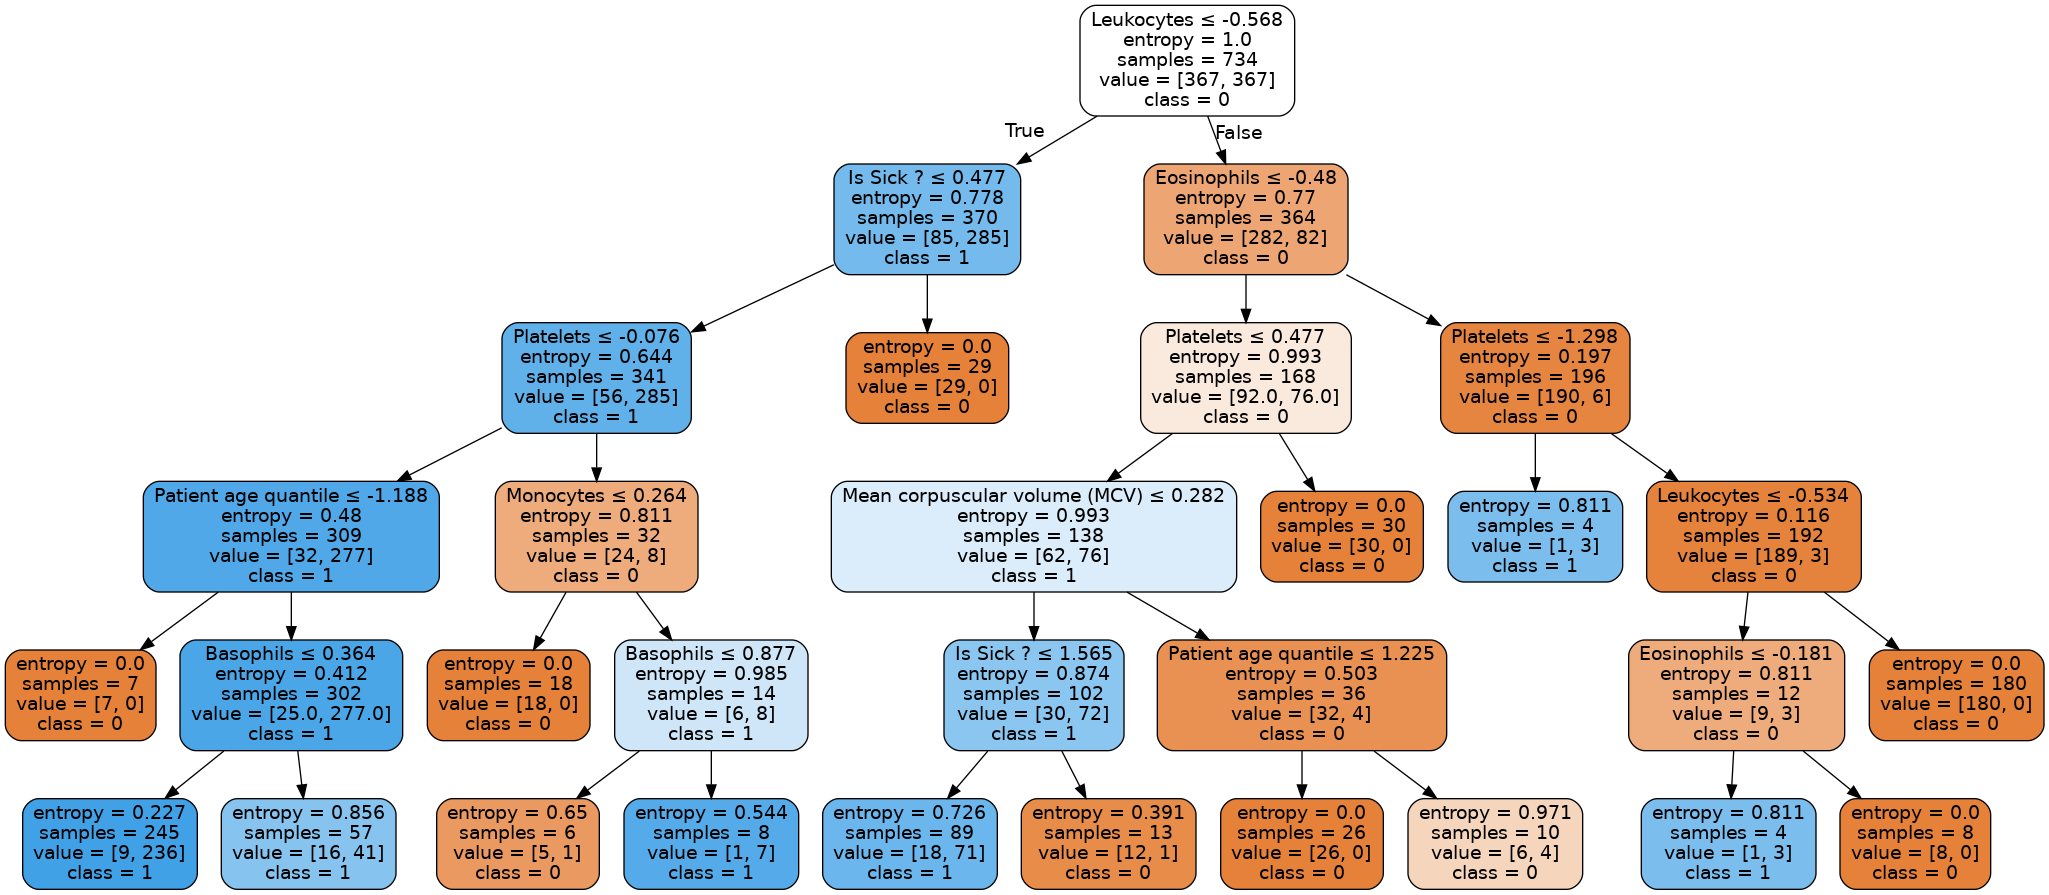 Leukocytes ≤ -0.568
entropy = 1.0
samples = 734
value = [367, 367]
class = 0
True
False
Is Sick ? ≤ 0.477
entropy = 0.778
samples = 370
value = [85, 285]
class = 1
Eosinophils ≤ -0.48
entropy = 0.77
samples = 364
value = [282, 82]
class = 0
Platelets ≤ -0.076
entropy = 0.644
samples = 341
value = [56, 285]
class = 1
entropy = 0.0
samples = 29
value = [29, 0]
class = 0
Platelets ≤ 0.477
entropy = 0.993
samples = 168
value = [92.0, 76.0]
class = 0
Platelets ≤ -1.298
entropy = 0.197
samples = 196
value = [190, 6]
class = 0
Patient age quantile ≤ -1.188
entropy = 0.48
samples = 309
value = [32, 277]
class = 1
Monocytes ≤ 0.264
entropy = 0.811
samples = 32
value = [24, 8]
class = 0
Mean corpuscular volume (MCV) ≤ 0.282
entropy = 0.993
samples = 138
value = [62, 76]
class = 1
entropy = 0.0
samples = 30
value = [30, 0]
class = 0
entropy = 0.811
samples = 4
value = [1, 3]
class = 1
Leukocytes ≤ -0.534
entropy = 0.116
samples = 192
value = [189, 3]
class = 0
entropy = 0.0
samples = 7
value = [7, 0]
class = 0
Basophils ≤ 0.364
entropy = 0.412
samples = 302
value = [25.0, 277.0]
class = 1
entropy = 0.0
samples = 18
value = [18, 0]
class = 0
Basophils ≤ 0.877
entropy = 0.985
samples = 14
value = [6, 8]
class = 1
Is Sick ? ≤ 1.565
entropy = 0.874
samples = 102
value = [30, 72]
class = 1
Patient age quantile ≤ 1.225
entropy = 0.503
samples = 36
value = [32, 4]
class = 0
Eosinophils ≤ -0.181
entropy = 0.811
samples = 12
value = [9, 3]
class = 0
entropy = 0.0
samples = 180
value = [180, 0]
class = 0
entropy = 0.227
samples = 245
value = [9, 236]
class = 1
entropy = 0.856
samples = 57
value = [16, 41]
class = 1
entropy = 0.65
samples = 6
value = [5, 1]
class = 0
entropy = 0.544
samples = 8
value = [1, 7]
class = 1
entropy = 0.726
samples = 89
value = [18, 71]
class = 1
entropy = 0.391
samples = 13
value = [12, 1]
class = 0
entropy = 0.0
samples = 26
value = [26, 0]
class = 0
entropy = 0.971
samples = 10
value = [6, 4]
class = 0
entropy = 0.811
samples = 4
value = [1, 3]
class = 1
entropy = 0.0
samples = 8
value = [8, 0]
class = 0